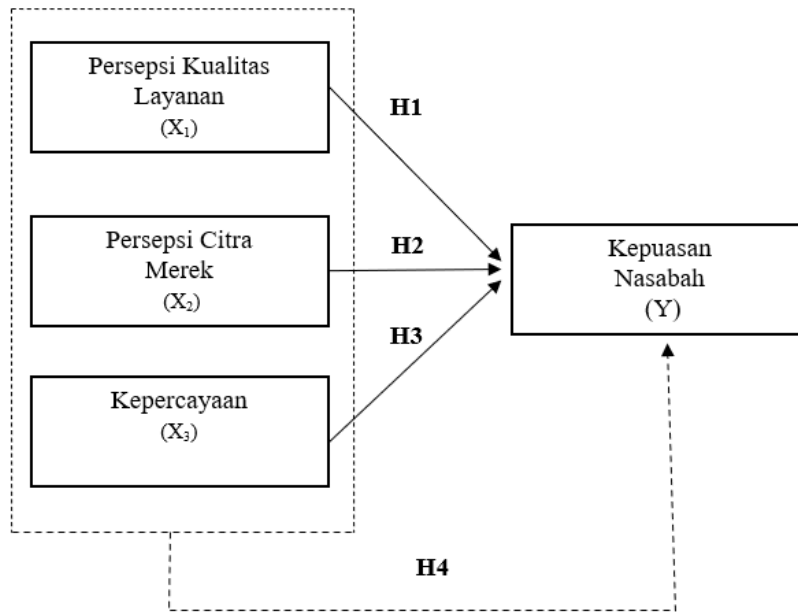 Persepsi Kualitas
Layanan
(X₁)
H1
Persepsi Citra
Merek
(X₂)
H2
Kepuasan
Nasabah
(Y)
H3
Kepercayaan
(X₃)
H4